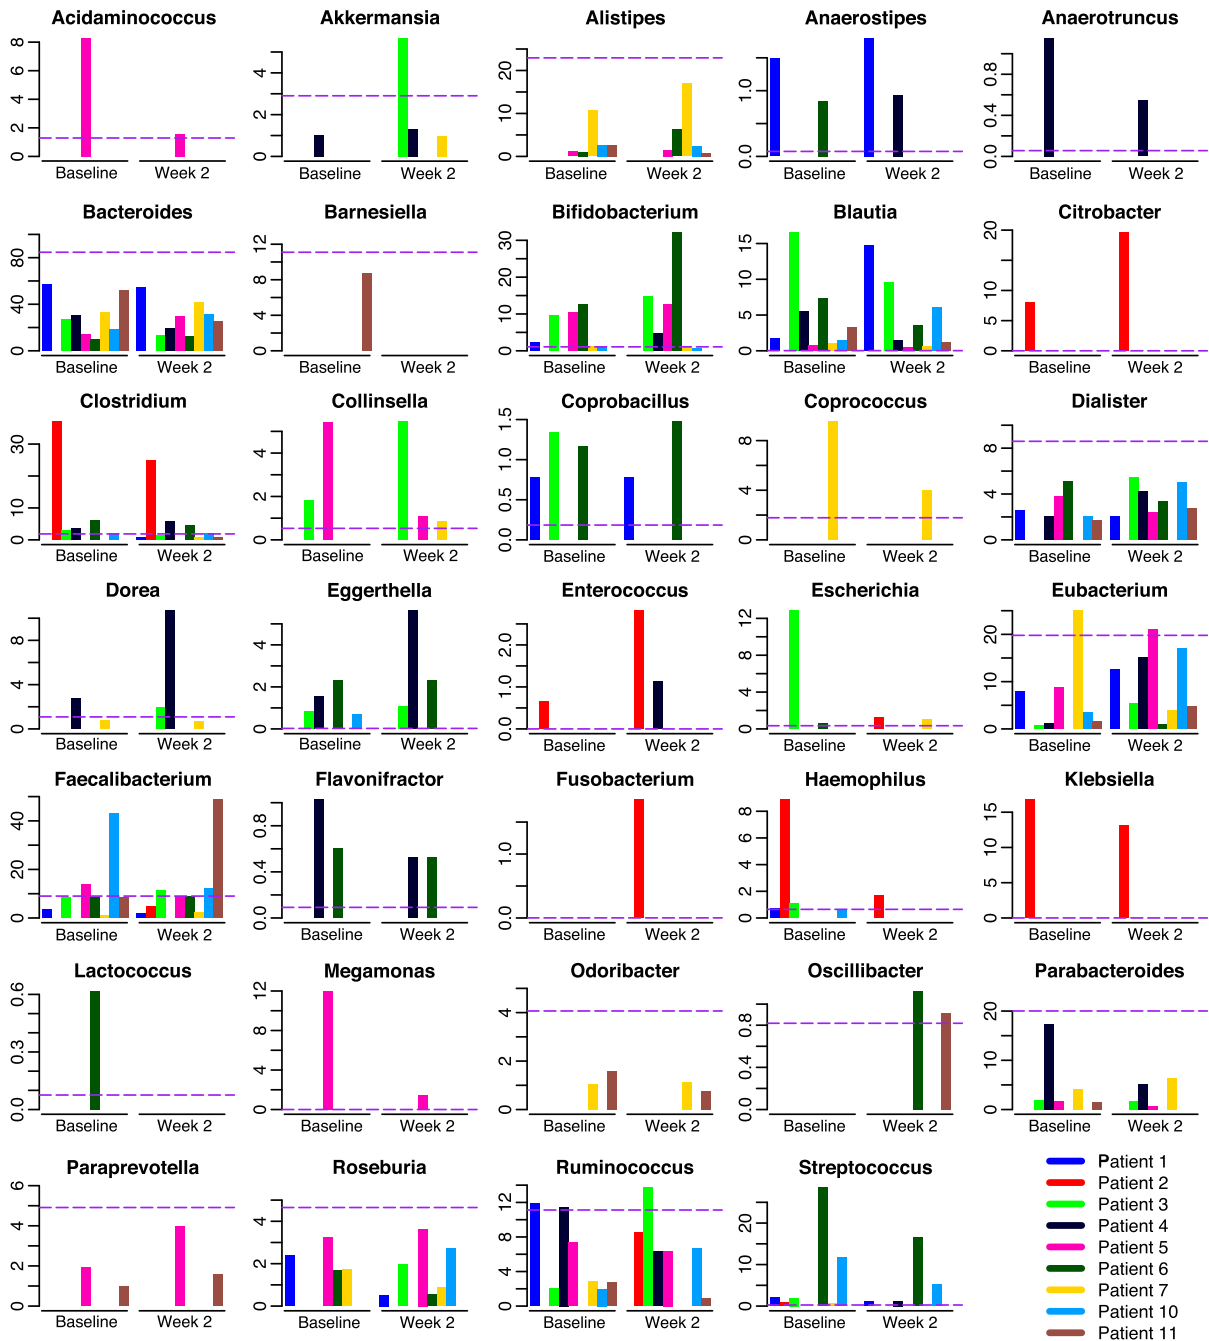 Acidaminococcus Akkermansia Alistipes Anaerostipes Anaerotruncus
0 2 4 6 8 0 2 4 0 10 20 0.0 1.0 0.0 0.4 0.8
Baseline Week 2 Baseline Week 2 Baseline Week 2 Baseline Week 2 Baseline Week 2
Bacteroides Barnesiella Bifidobacterium Blautia Citrobacter
0 40 80 0 4 8 12 0 10 20 30 0 5 10 15 0 5 10 20
Baseline Week 2 Baseline Week 2 Baseline Week 2 Baseline Week 2 Baseline Week 2
Clostridium Collinsella Coprobacillus Coprococcus Dialister
0 10 30 0 2 4 0.0 0.5 1.0 1.5 0 4 8 0 4 8
Baseline Week 2 Baseline Week 2 Baseline Week 2 Baseline Week 2 Baseline Week 2
Dorea Eggerthella Enterococcus Escherichia Eubacterium
0 4 8 0 2 4 0.0 1.0 2.0 0 4 8 12 0 10 20
Baseline Week 2 Baseline Week 2 Baseline Week 2 Baseline Week 2 Baseline Week 2
Faecalibacterium Flavonifractor Fusobacterium Haemophilus Klebsiella
0 20 40 0.0 0.4 0.8 0.0 1.0 0 2 4 6 8 0 5 10 15
Baseline Week 2 Baseline Week 2 Baseline Week 2 Baseline Week 2 Baseline Week 2
Lactococcus Megamonas Odoribacter Oscillibacter Parabacteroides
0.0 0.3 0.6 0 4 8 12 0 2 4 0.0 0.4 0.8 0 10 20
Baseline Week 2 Baseline Week 2 Baseline Week 2 Baseline Week 2 Baseline Week 2
Paraprevotella Roseburia Ruminococcus Streptococcus
0 2 4 6 0 2 4 0 4 8 12 0 10 20
Baseline Week 2 Baseline Week 2 Baseline Week 2 Baseline Week 2
Patient 1
Patient 2
Patient 3
Patient 4
Patient 5
Patient 6
Patient 7
Patient 10
Patient 11